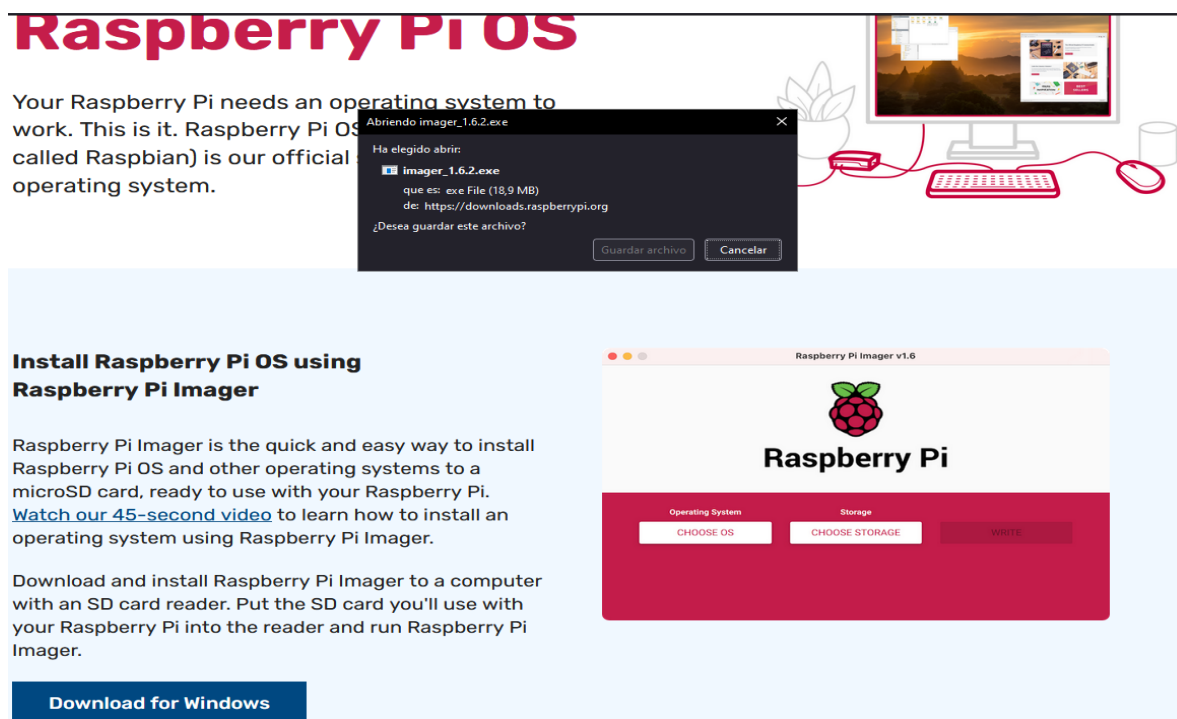 Raspberry Pi OS
Your Raspberry Pi needs an operating system to
work. This is it. Raspberry Pi OS
called Raspbian) is our official
operating system.
Abriendo imager_1.6.2.exe
Ha elegido abrir:
imager_1.6.2.exe
que es: exe File (18,9 MB)
de: https://downloads.raspberrypi.org
¿Desea guardar este archivo?
Guardar archivo Cancelar
Install Raspberry Pi OS using
Raspberry Pi Imager
Raspberry Pi Imager is the quick and easy way to install
Raspberry Pi OS and other operating systems to a
microSD card, ready to use with your Raspberry Pi.
Watch our 45-second video to learn how to install an
operating system using Raspberry Pi Imager.
Download and install Raspberry Pi Imager to a computer
with an SD card reader. Put the SD card you'll use with
your Raspberry Pi into the reader and run Raspberry Pi
Imager.
Download for Windows
Raspberry Pi Imager v1.6
Raspberry Pi
Operating System Storage
CHOOSE OS CHOOSE STORAGE WRITE